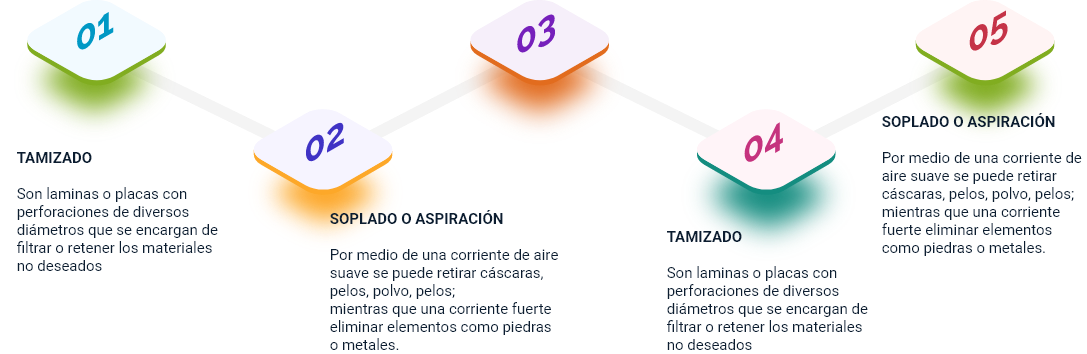 01
TAMIZADO
Son laminas o placas con
perforaciones de diversos
diámetros que se encargan de
filtrar o retener los materiales
no deseados
02
SOPLADO O ASPIRACIÓN
Por medio de una corriente de aire
suave se puede retirar cáscaras,
pelos, polvo, pelos;
mientras que una corriente fuerte
eliminar elementos como piedras
o metales.
03
04
TAMIZADO
Son laminas o placas con
perforaciones de diversos
diámetros que se encargan de
filtrar o retener los materiales
no deseados
05
SOPLADO O ASPIRACIÓN
Por medio de una corriente de
aire suave se puede retirar
cáscaras, pelos, polvo, pelos;
mientras que una corriente
fuerte eliminar elementos
como piedras o metales.